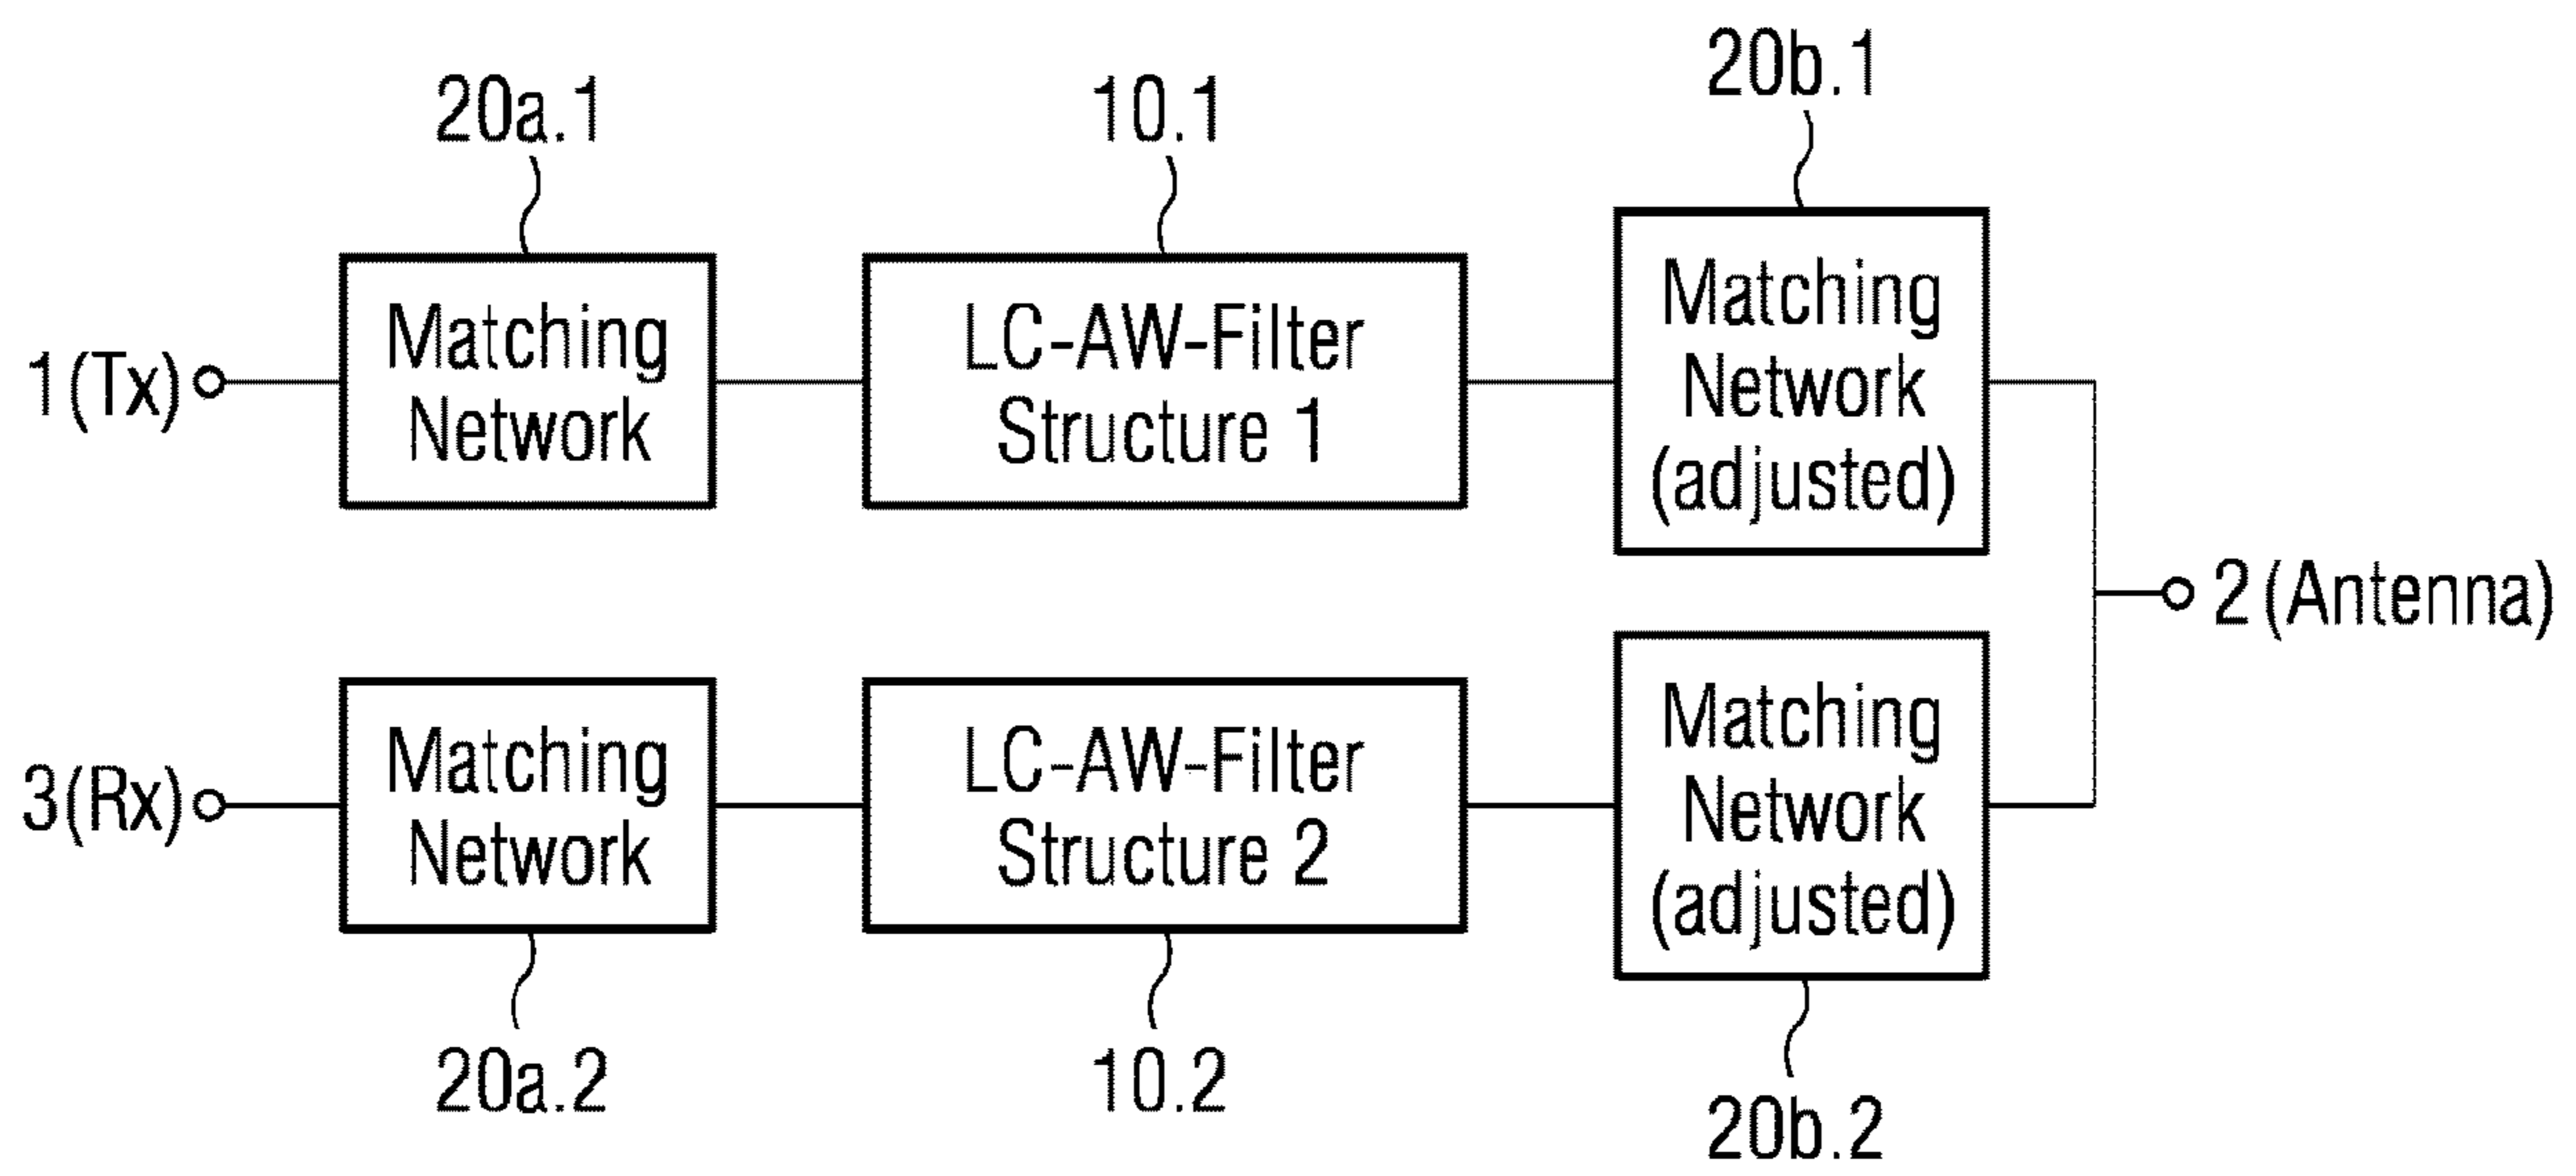 20a.1
10.1
20b.1
1(Tx)
Matching
Network
LC-AW-Filter
Structure 1
Matching
Network
(adjusted)
2(Antenna)
3(Rx)
Matching
Network
LC-AW-Filter
Structure 2
Matching
Network
(adjusted)
20a.2
10.2
20b.2